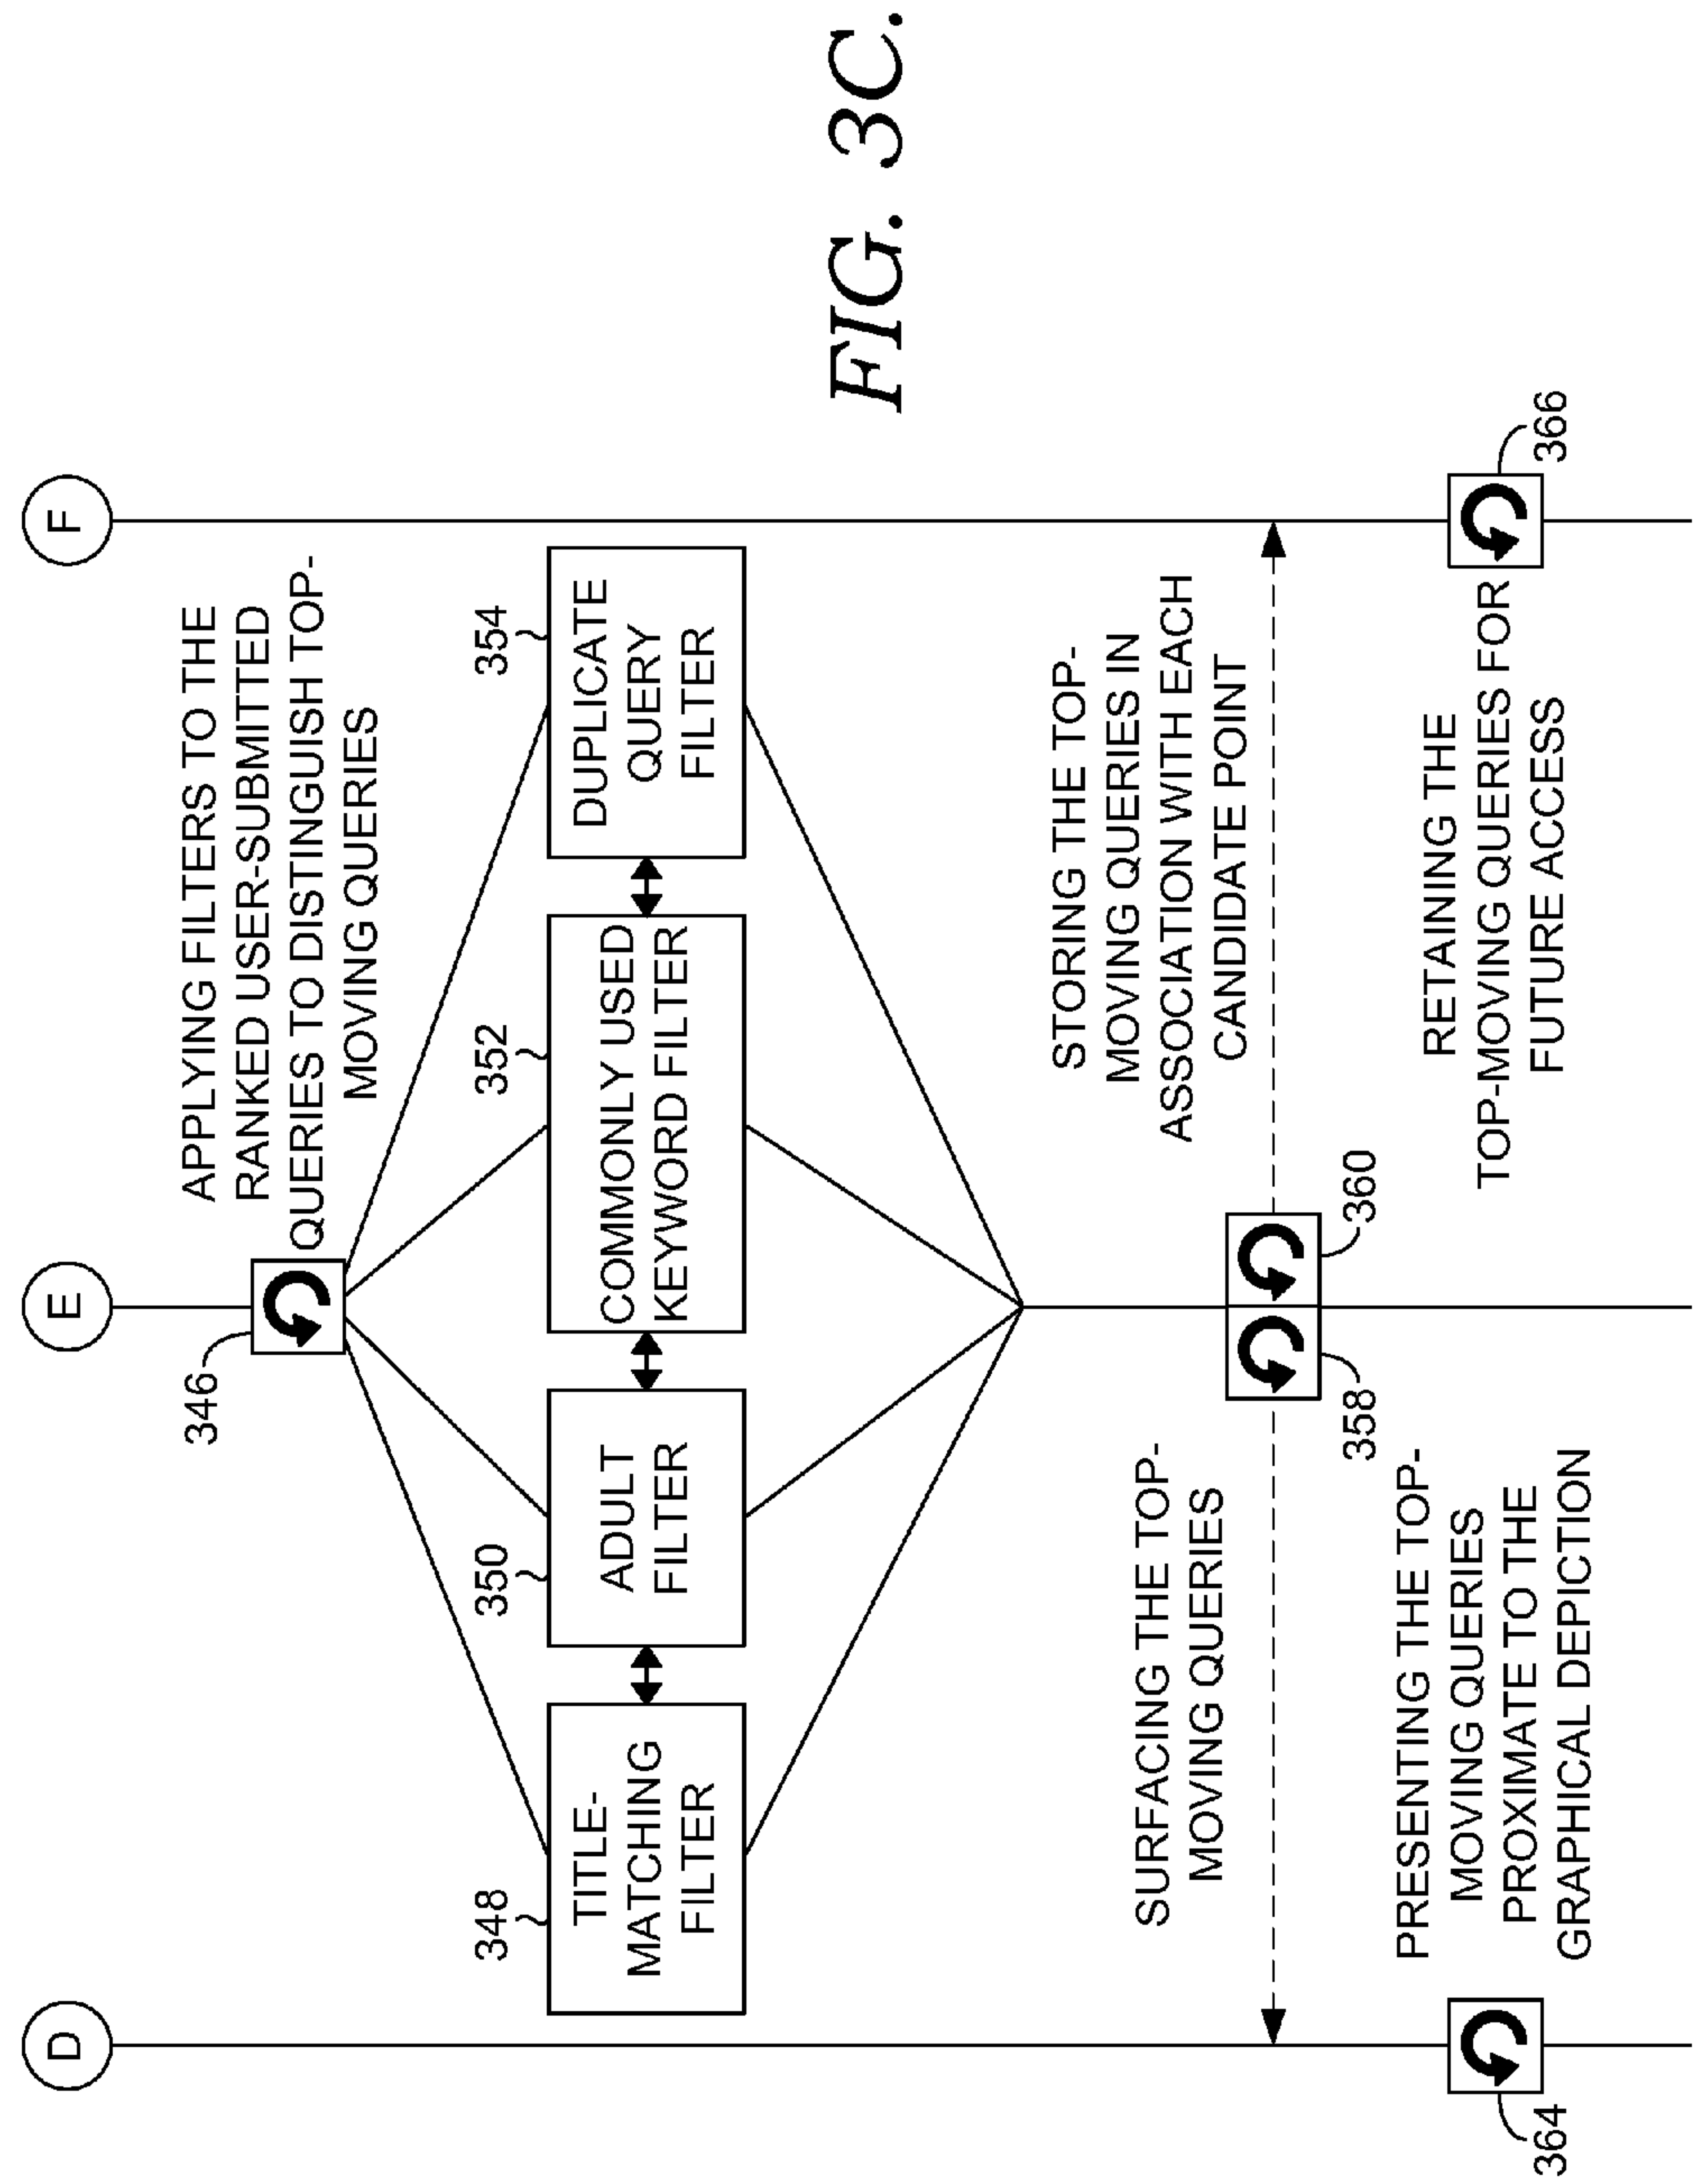 D
E
F
346
APPLYING FILTERS TO THE
RANKED USER-SUBMITTED
QUERIES TO DISTINGUISH TOP-
MOVING QUERIES
348
TITLE-
MATCHING
FILTER
350
ADULT
FILTER
352
COMMONLY USED
KEYWORD FILTER
354
DUPLICATE
QUERY
FILTER
SURFACING THE TOP-
MOVING QUERIES
STORING THE TOP-
MOVING QUERIES IN
ASSOCIATION WITH EACH
CANDIDATE POINT
358
360
364
PRESENTING THE TOP-
MOVING QUERIES
PROXIMATE TO THE
GRAPHICAL DEPICTION
RETAINING THE
TOP-MOVING QUERIES FOR
FUTURE ACCESS
366
FIG. 3C.